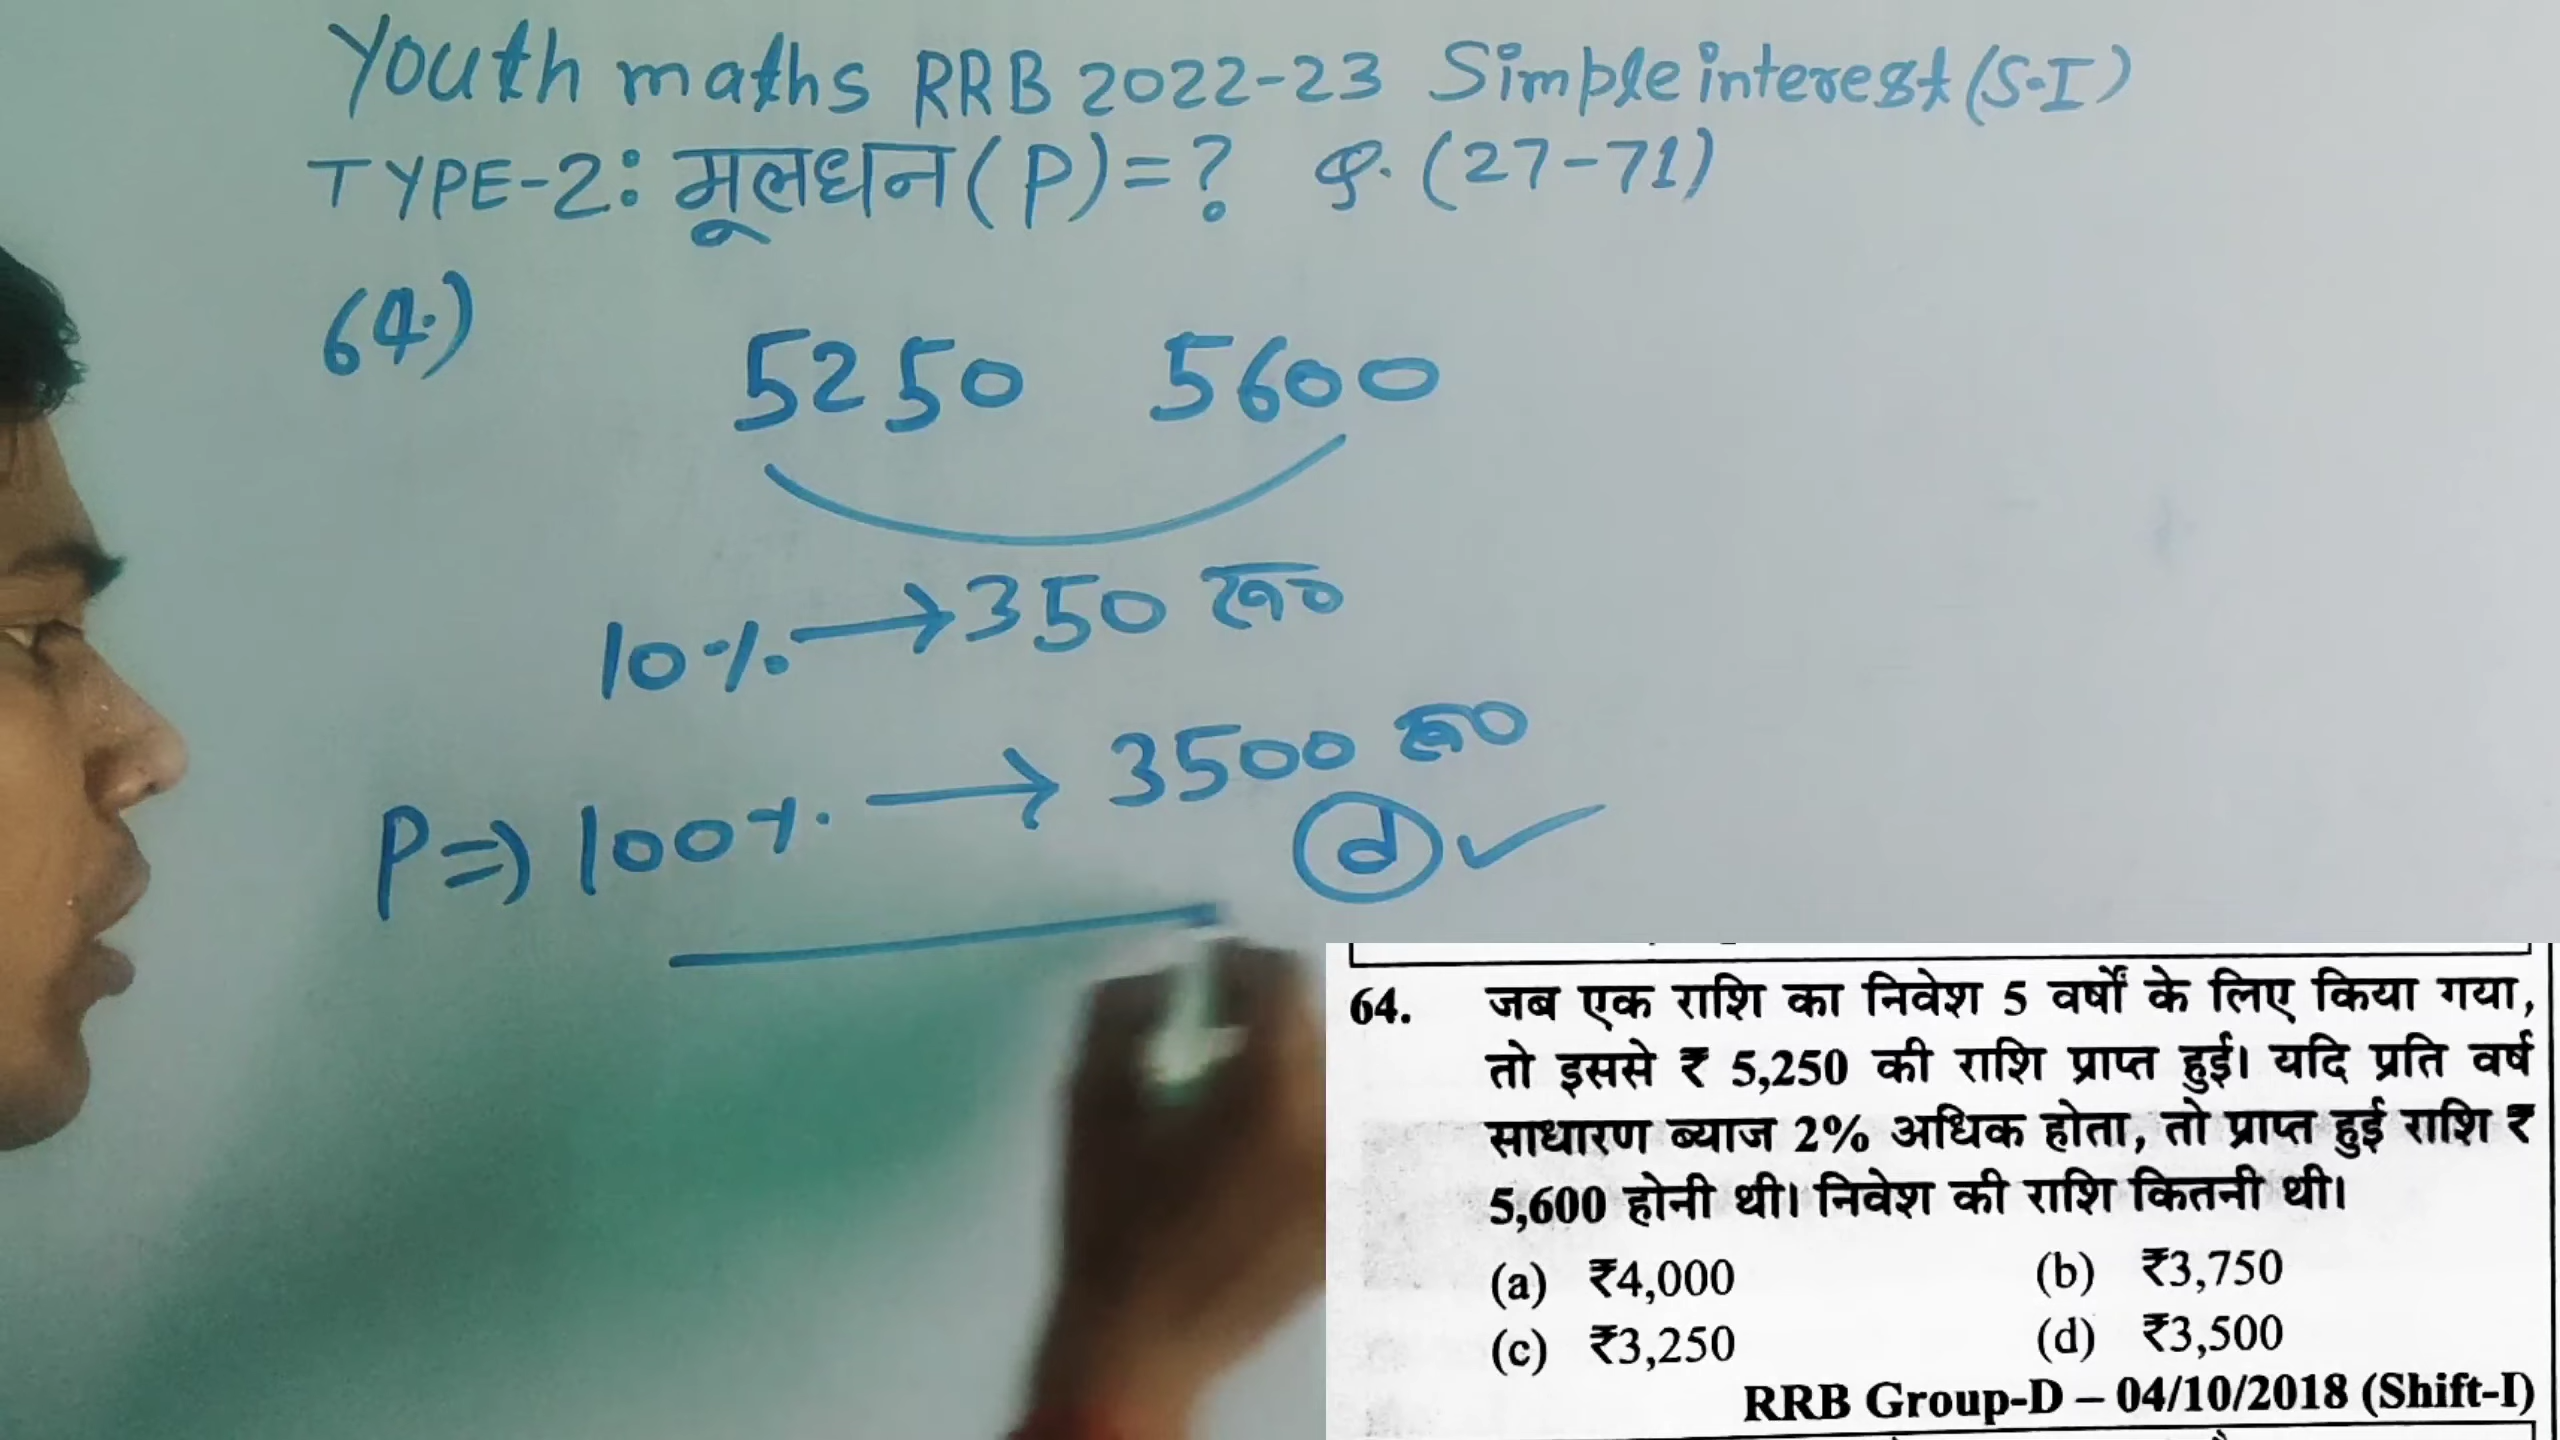 Youth maths RRB 2022-23 Simple interest (S.I)
TYPE-2: मूलधन (P)=? Q. (27-71)
64.)
5250 5600
10% → 350 रू०
P ⇒ 100% → 3500 रू०
d ✓
64. जब एक राशि का निवेश 5 वर्षों के लिए किया गया,
तो इससे ₹ 5,250 की राशि प्राप्त हुई। यदि प्रति वर्ष
साधारण ब्याज 2% अधिक होता, तो प्राप्त हुई राशि ₹
5,600 होनी थी। निवेश की राशि कितनी थी।
(a) ₹4,000 (b) ₹3,750
(c) ₹3,250 (d) ₹3,500
RRB Group-D – 04/10/2018 (Shift-I)